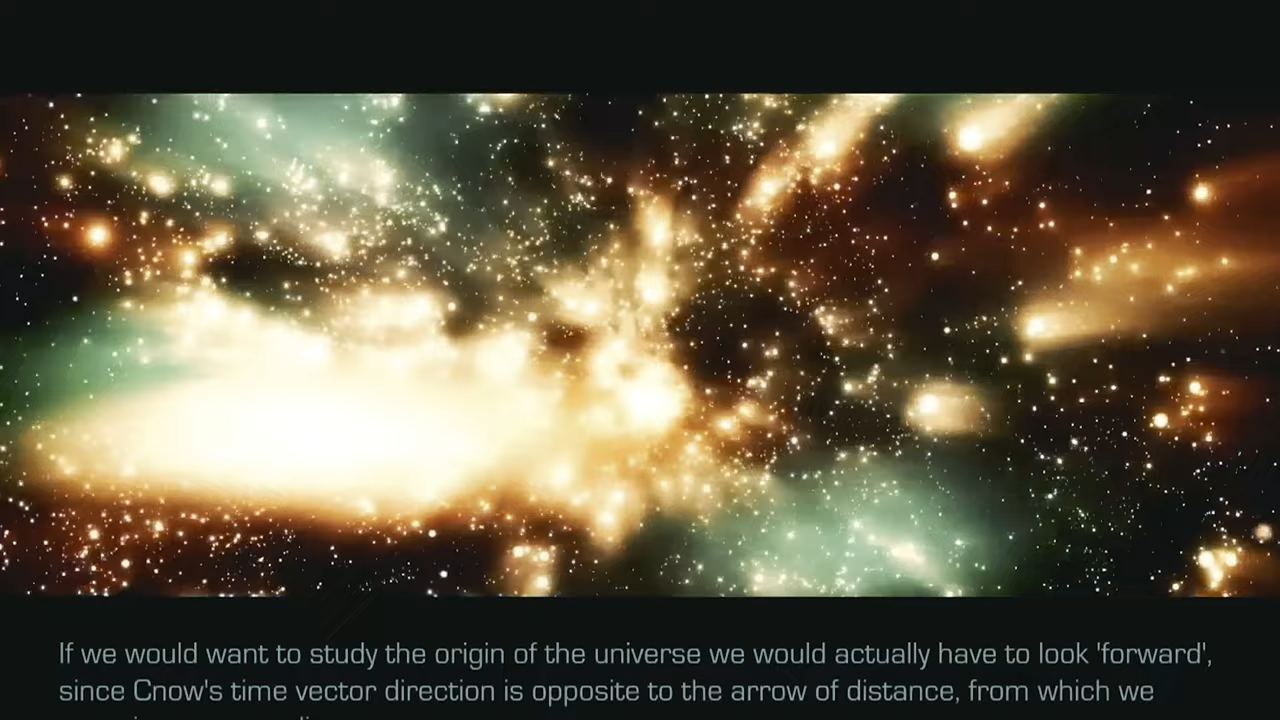 If we would want to study the origin of the universe we would actually have to look 'forward',
since Cnow's time vector direction is opposite to the arrow of distance, from which we